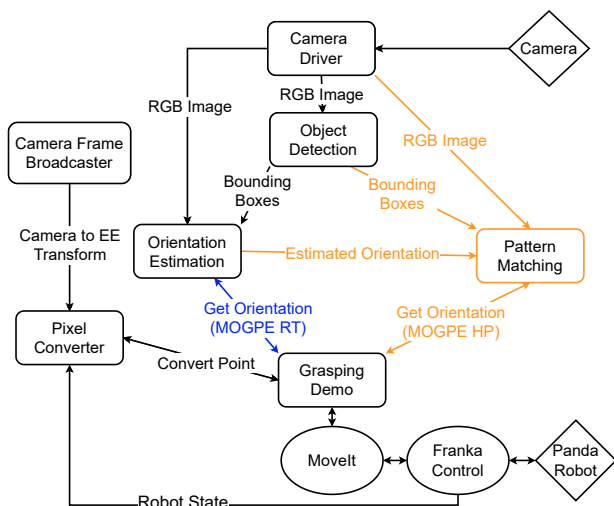 Camera
Driver
Camera
RGB Image
RGB Image
RGB Image
Camera Frame
Broadcaster
Object
Detection
Bounding
Boxes
Bounding
Boxes
Camera to EE
Transform
Orientation
Estimation
Estimated Orientation
Pattern
Matching
Get Orientation
(MOGPE RT)
Get Orientation
(MOGPE HP)
Pixel
Converter
Convert Point
Grasping
Demo
MoveIt
Franka
Control
Panda
Robot
Robot State